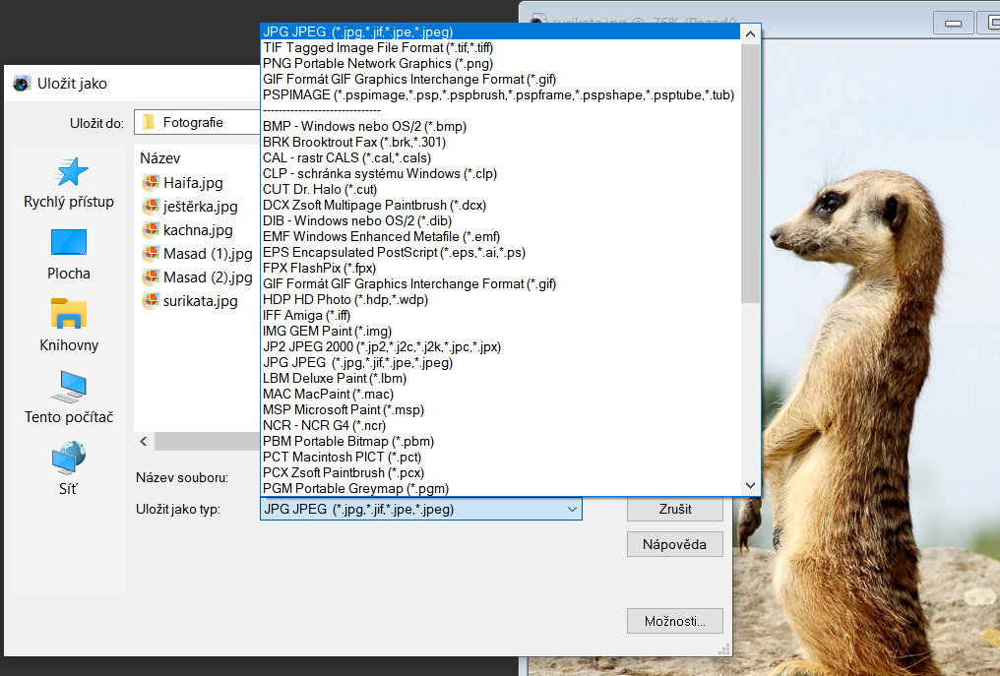 surikata.jpg @ 76% (Pozadí)
Uložit jako
Uložit do:
Fotografie
Rychlý přístup
Plocha
Knihovny
Tento počítač
Síť
Název
Haifa.jpg
ještěrka.jpg
kachna.jpg
Masad (1).jpg
Masad (2).jpg
surikata.jpg
JPG JPEG (*.jpg,*.jif,*.jpe,*.jpeg)
TIF Tagged Image File Format (*.tif,*.tiff)
PNG Portable Network Graphics (*.png)
GIF Formát GIF Graphics Interchange Format (*.gif)
PSPIMAGE (*.pspimage,*.psp,*.pspbrush,*.pspframe,*.pspshape,*.psptube,*.tub)
------------------------------
BMP - Windows nebo OS/2 (*.bmp)
BRK Brooktrout Fax (*.brk,*.301)
CAL - rastr CALS (*.cal,*.cals)
CLP - schránka systému Windows (*.clp)
CUT Dr. Halo (*.cut)
DCX Zsoft Multipage Paintbrush (*.dcx)
DIB - Windows nebo OS/2 (*.dib)
EMF Windows Enhanced Metafile (*.emf)
EPS Encapsulated PostScript (*.eps,*.ai,*.ps)
FPX FlashPix (*.fpx)
GIF Formát GIF Graphics Interchange Format (*.gif)
HDP HD Photo (*.hdp,*.wdp)
IFF Amiga (*.iff)
IMG GEM Paint (*.img)
JP2 JPEG 2000 (*.jp2,*.j2c,*.j2k,*.jpc,*.jpx)
JPG JPEG (*.jpg,*.jif,*.jpe,*.jpeg)
LBM Deluxe Paint (*.lbm)
MAC MacPaint (*.mac)
MSP Microsoft Paint (*.msp)
NCR - NCR G4 (*.ncr)
PBM Portable Bitmap (*.pbm)
PCT Macintosh PICT (*.pct)
PCX Zsoft Paintbrush (*.pcx)
PGM Portable Greymap (*.pgm)
Název souboru:
Uložit jako typ:
JPG JPEG (*.jpg,*.jif,*.jpe,*.jpeg)
Zrušit
Nápověda
Možnosti...